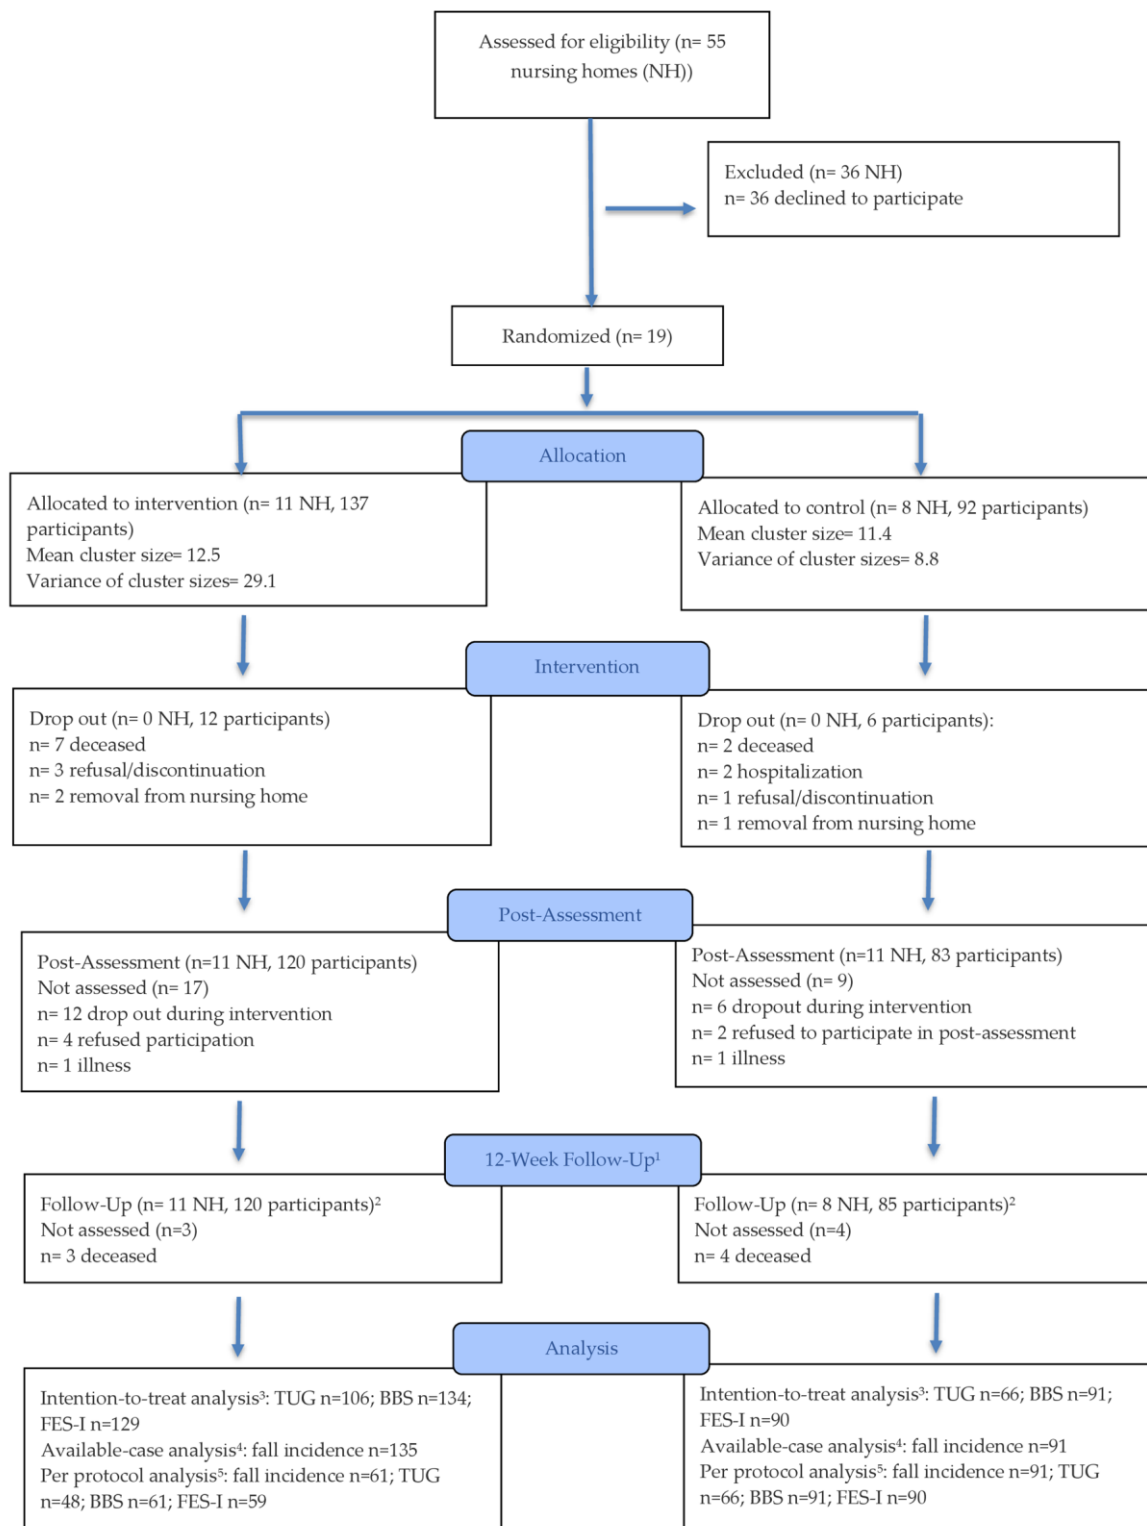 Assessed for eligibility (n= 55
nursing homes (NH))
Excluded (n= 36 NH)
n= 36 declined to participate
Randomized (n= 19)
Allocation
Allocated to intervention (n= 11 NH, 137
participants)
Mean cluster size= 12.5
Variance of cluster sizes= 29.1
Allocated to control (n= 8 NH, 92 participants)
Mean cluster size= 11.4
Variance of cluster sizes= 8.8
Intervention
Drop out (n= 0 NH, 12 participants)
n= 7 deceased
n= 3 refusal/discontinuation
n= 2 removal from nursing home
Drop out (n= 0 NH, 6 participants):
n= 2 deceased
n= 2 hospitalization
n= 1 refusal/discontinuation
n= 1 removal from nursing home
Post-Assessment
Post-Assessment (n=11 NH, 120 participants)
Not assessed (n= 17)
n= 12 drop out during intervention
n= 4 refused participation
n= 1 illness
Post-Assessment (n=11 NH, 83 participants)
Not assessed (n= 9)
n= 6 dropout during intervention
n= 2 refused to participate in post-assessment
n= 1 illness
12-Week Follow-Up¹
Follow-Up (n= 11 NH, 120 participants)²
Not assessed (n=3)
n= 3 deceased
Follow-Up (n= 8 NH, 85 participants)²
Not assessed (n=4)
n= 4 deceased
Analysis
Intention-to-treat analysis³: TUG n=106; BBS n=134;
FES-I n=129
Available-case analysis⁴: fall incidence n=135
Per protocol analysis⁵: fall incidence n=61; TUG
n=48; BBS n=61; FES-I n=59
Intention-to-treat analysis³: TUG n=66; BBS n=91;
FES-I n=90
Available-case analysis⁴: fall incidence n=91
Per protocol analysis⁵: fall incidence n=91; TUG
n=66; BBS n=91; FES-I n=90